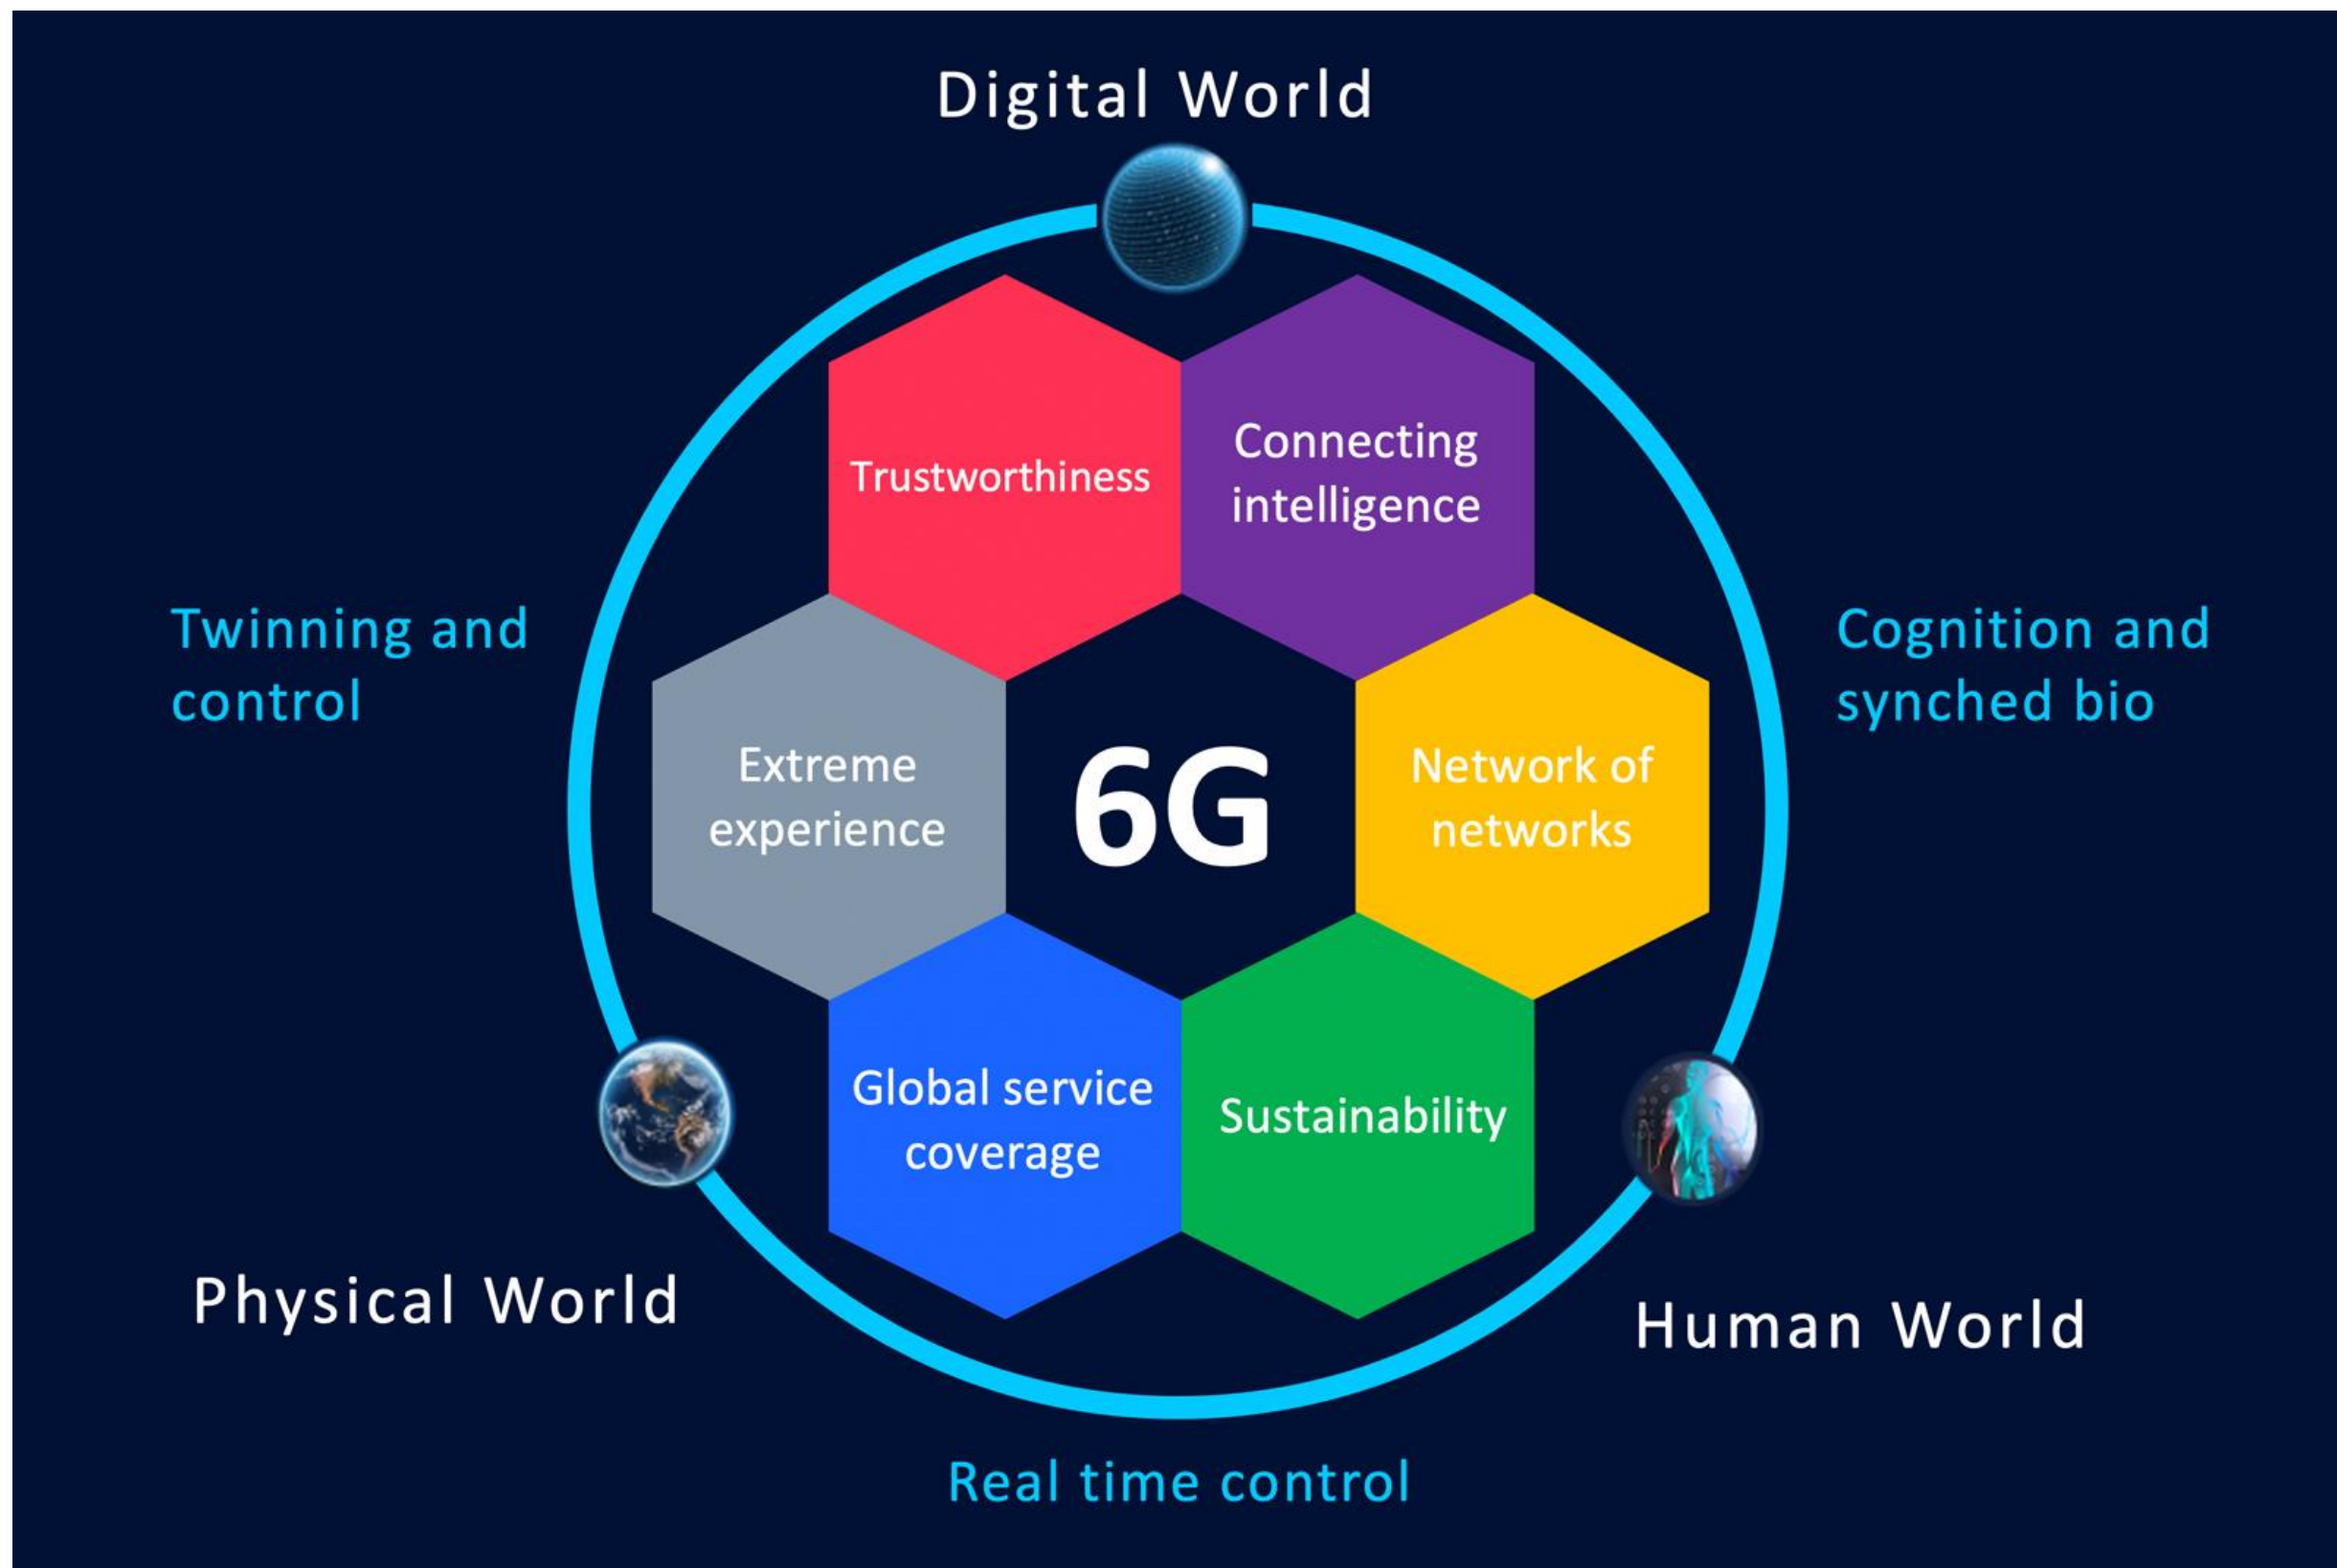 Digital World
Trustworthiness
Connecting
intelligence
Twinning and
control
Cognition and
synched bio
Extreme
experience
6G
Network of
networks
Global service
coverage
Sustainability
Physical World
Human World
Real time control